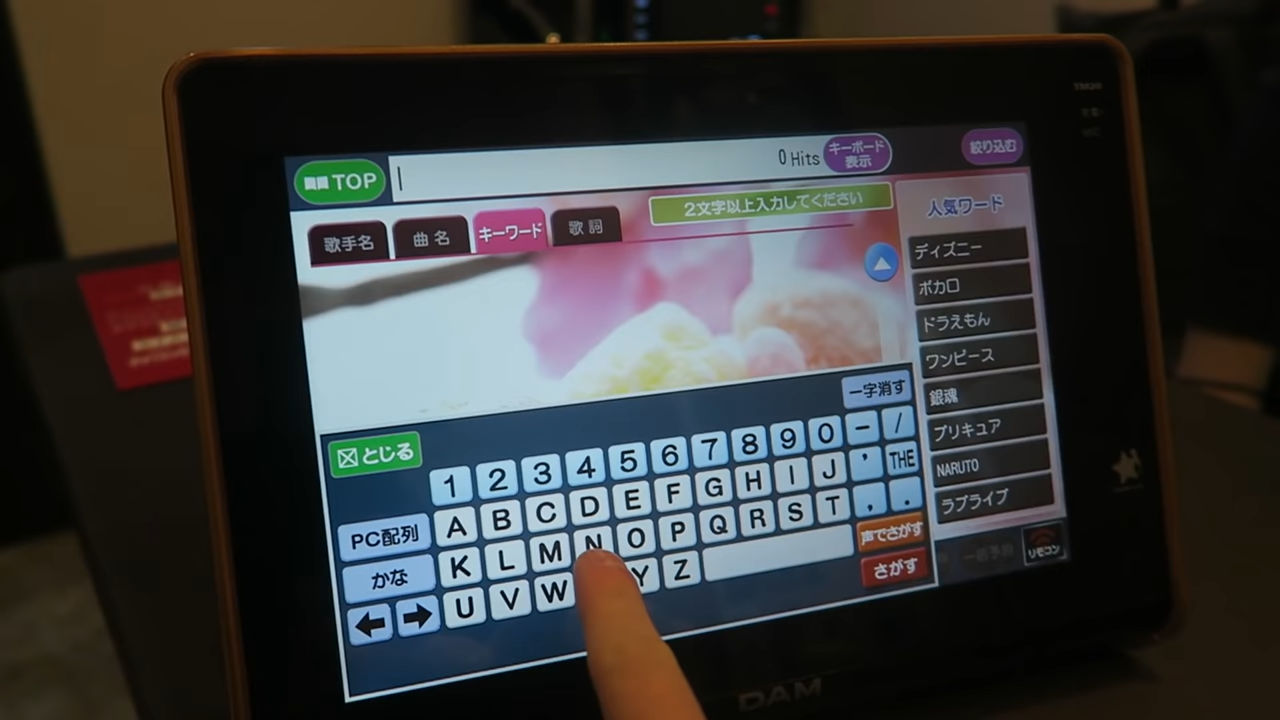 TOP
0 Hits
キーボード
表示
絞り込む
2文字以上入力してください
人気ワード
歌手名
曲名
キーワード
歌詞
ディズニー
ボカロ
ドラえもん
ワンピース
銀魂
プリキュア
NARUTO
ラブライブ
一字消す
とじる
1 2 3 4 5 6 7 8 9 0 - /
A B C D E F G H I J ' THE
PC配列
K L M N O P Q R S T , .
かな
U V W Y Z
声でさがす
さがす
リモコン
DAM